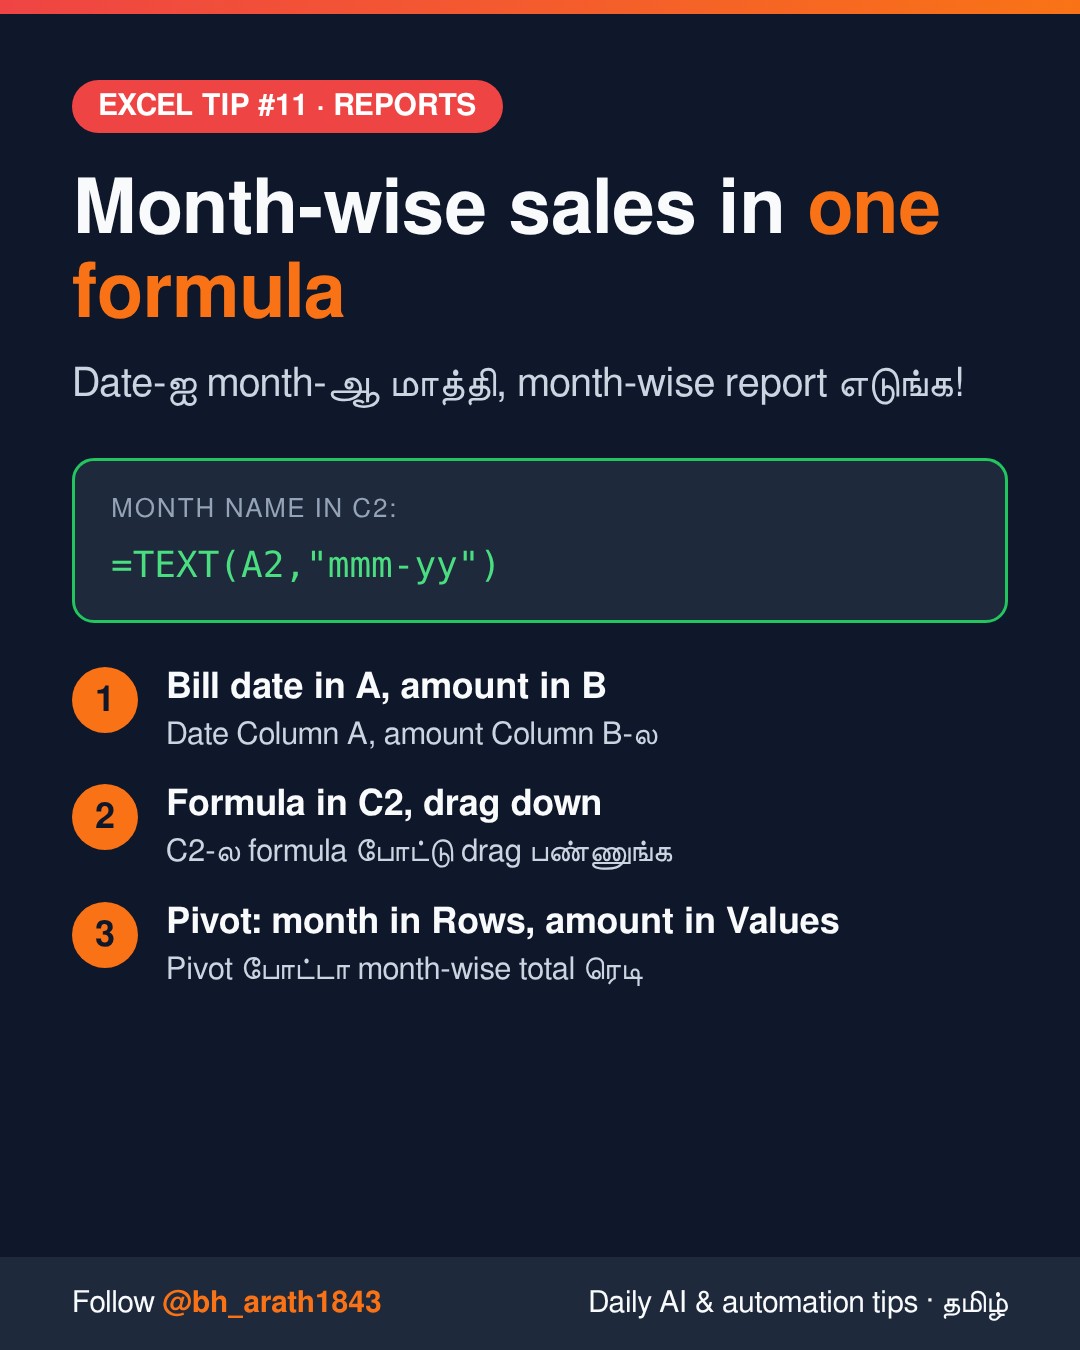 EXCEL TIP #11 · REPORTS
Month-wise sales in one
formula
Date-ஐ month-ஆ மாத்தி, month-wise report எடுங்க!
MONTH NAME IN C2:
=TEXT(A2,"mmm-yy")
1
Bill date in A, amount in B
Date Column A, amount Column B-ல
2
Formula in C2, drag down
C2-ல formula போட்டு drag பண்ணுங்க
3
Pivot: month in Rows, amount in Values
Pivot போட்டா month-wise total ரெடி
Follow @bh_arath1843
Daily AI & automation tips · தமிழ்